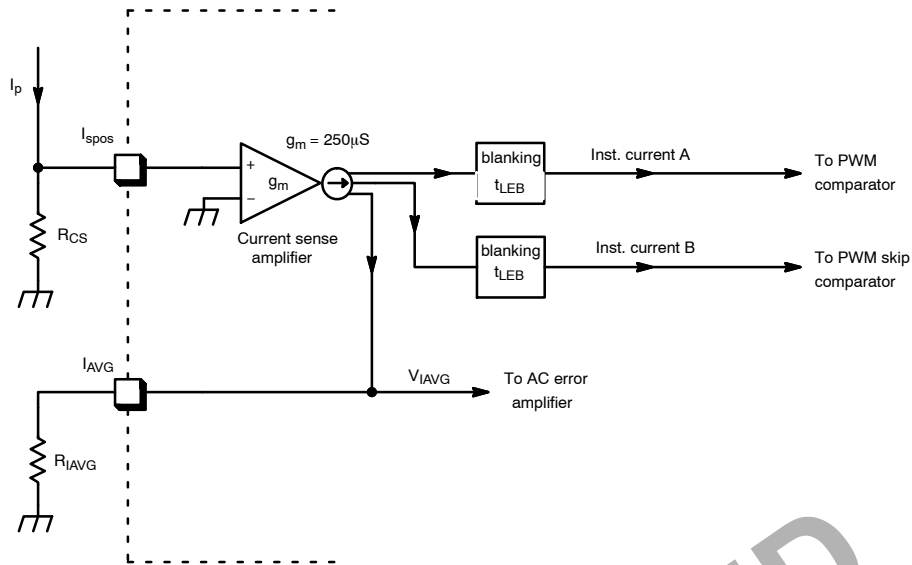 Ip
Ispos
gm = 250µS
+
gm
−
RCS
Current sense
amplifier
blanking
tLEB
Inst. current A
To PWM
comparator
blanking
tLEB
Inst. current B
To PWM skip
comparator
IAVG
VIAVG
To AC error
amplifier
RIAVG